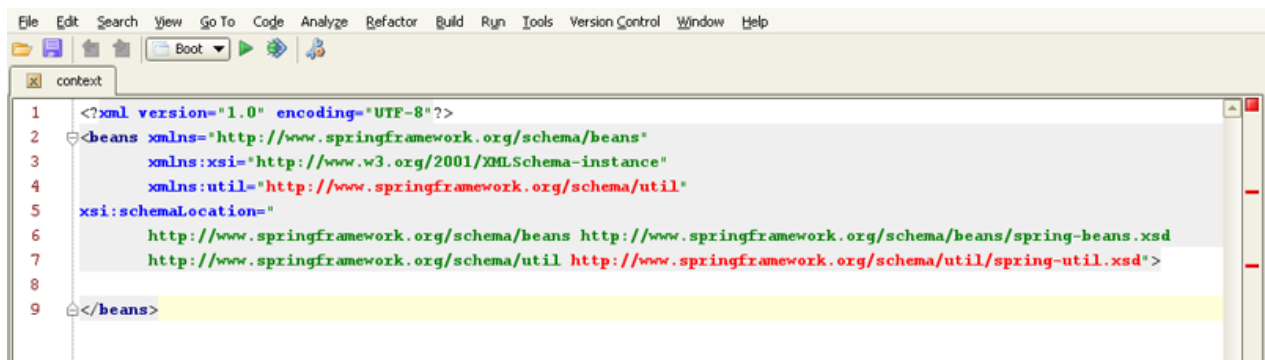 File Edit Search View Go To Code Analyze Refactor Build Run Tools Version Control Window Help
Boot
context
1 <?xml version="1.0" encoding="UTF-8"?>
2 <beans xmlns="http://www.springframework.org/schema/beans"
3 xmlns:xsi="http://www.w3.org/2001/XMLSchema-instance"
4 xmlns:util="http://www.springframework.org/schema/util"
5 xsi:schemaLocation="
6 http://www.springframework.org/schema/beans http://www.springframework.org/schema/beans/spring-beans.xsd
7 http://www.springframework.org/schema/util http://www.springframework.org/schema/util/spring-util.xsd">
8
9 </beans>